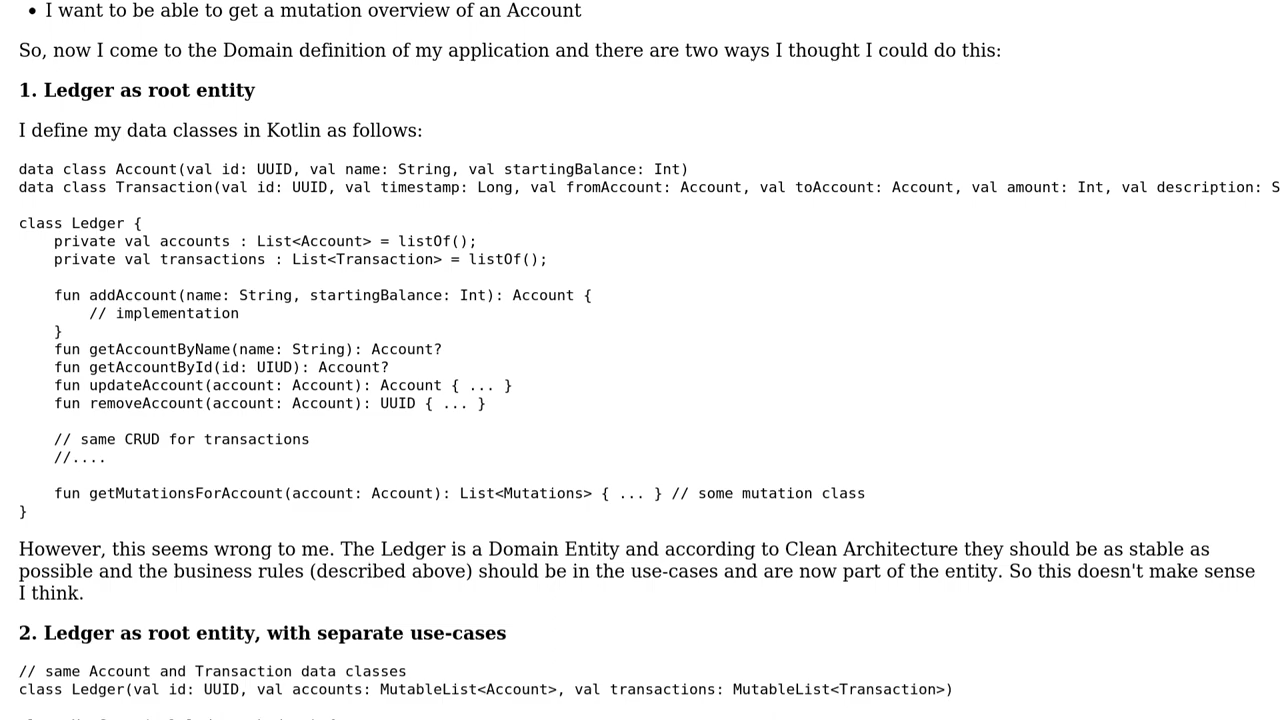 • I want to be able to get a mutation overview of an Account
So, now I come to the Domain definition of my application and there are two ways I thought I could do this:
1. Ledger as root entity
I define my data classes in Kotlin as follows:
data class Account(val id: UUID, val name: String, val startingBalance: Int)
data class Transaction(val id: UUID, val timestamp: Long, val fromAccount: Account, val toAccount: Account, val amount: Int, val description: S
class Ledger {
    private val accounts : List<Account> = listOf();
    private val transactions : List<Transaction> = listOf();
    fun addAccount(name: String, startingBalance: Int): Account {
        // implementation
    }
    fun getAccountByName(name: String): Account?
    fun getAccountById(id: UIUD): Account?
    fun updateAccount(account: Account): Account { ... }
    fun removeAccount(account: Account): UUID { ... }
    // same CRUD for transactions
    //....
    fun getMutationsForAccount(account: Account): List<Mutations> { ... } // some mutation class
}
However, this seems wrong to me. The Ledger is a Domain Entity and according to Clean Architecture they should be as stable as
possible and the business rules (described above) should be in the use-cases and are now part of the entity. So this doesn't make sense
I think.
2. Ledger as root entity, with separate use-cases
// same Account and Transaction data classes
class Ledger(val id: UUID, val accounts: MutableList<Account>, val transactions: MutableList<Transaction>)